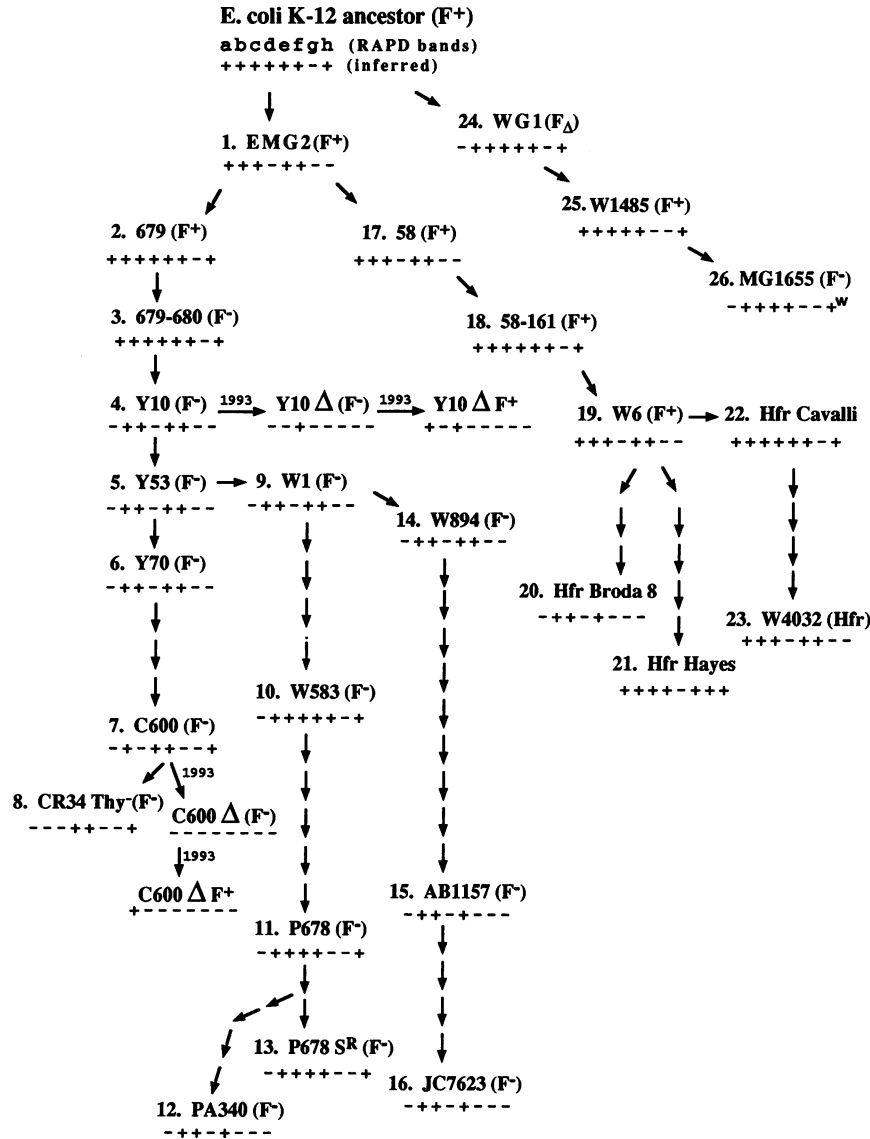 E. coli K-12 ancestor (F+)
abcdefgh (RAPD bands)
++++++-+ (inferred)
24. WG1(FΔ)
-+++++-+
1. EMG2(F+)
+++-++--
25. W1485 (F+)
+++++--+
2. 679 (F+)
++++++-+
17. 58 (F+)
+++-++--
26. MG1655 (F-)
-++++--+w
3. 679-680 (F-)
++++++-+
18. 58-161 (F+)
++++++-+
4. Y10 (F-)
-++-++--
1993
Y10 Δ (F-)
--+-----
1993
Y10 Δ F+
+-+-----
19. W6 (F+)
+++-++--
22. Hfr Cavalli
++++++-+
5. Y53 (F-)
-++-++--
9. W1 (F-)
-++-++--
14. W894 (F-)
-++-++--
6. Y70 (F-)
-++-++--
20. Hfr Broda 8
-++-+---
23. W4032 (Hfr)
+++-++--
21. Hfr Hayes
++++-+++
10. W583 (F-)
-+++++-+
7. C600 (F-)
-+-++--+
1993
8. CR34 Thy-(F-)
---++--+
C600 Δ (F-)
--------
1993
C600 Δ F+
+-------
15. AB1157 (F-)
-++-+---
11. P678 (F-)
-++++--+
13. P678 SR (F-)
-++++--+
16. JC7623 (F-)
-++-+---
12. PA340 (F-)
-++-+---